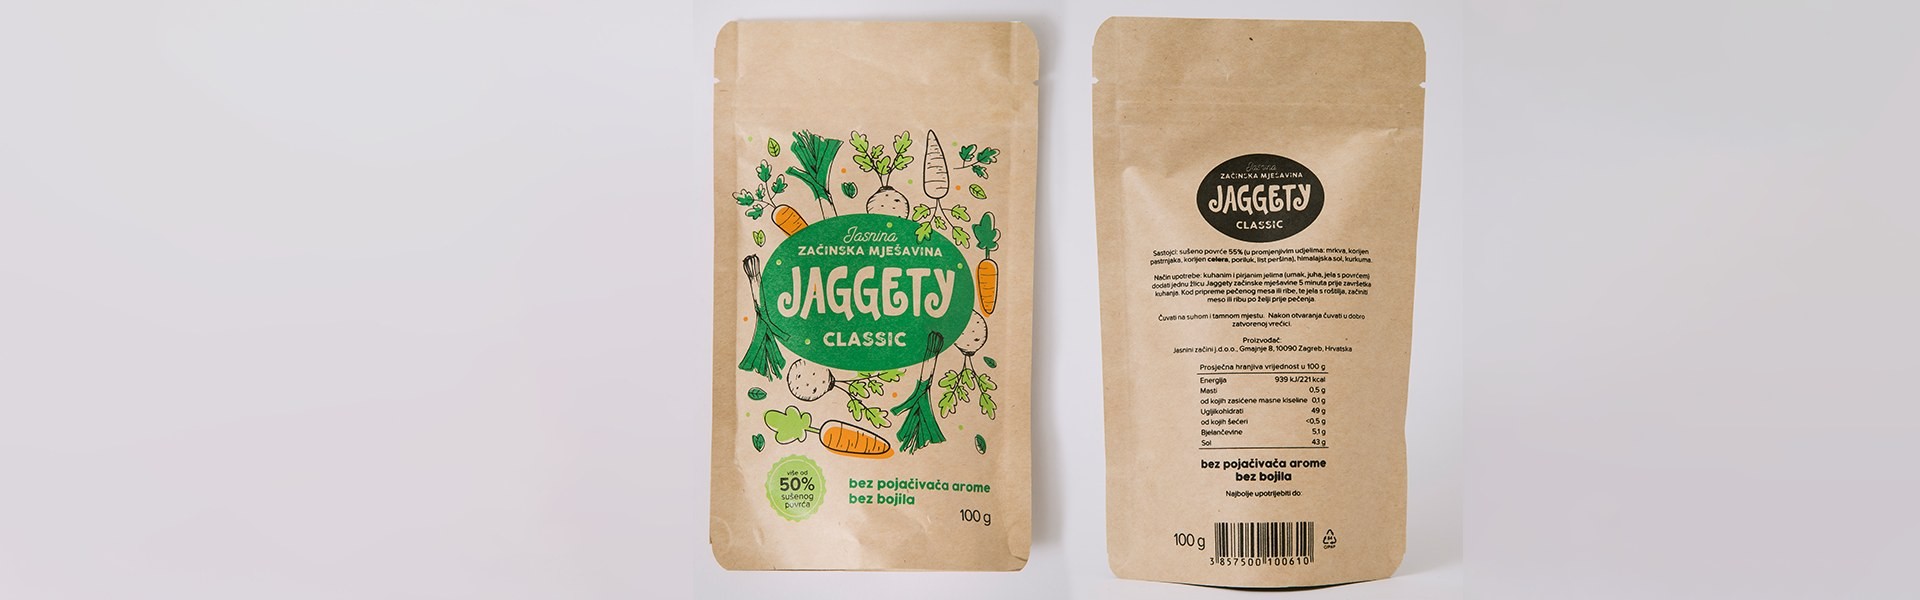 Jasnina
ZAČINSKA MJEŠAVINA
JAGGETY
CLASSIC
više od
50%
sušenog
povrća
bez pojačivača arome
bez bojila
100 g
Jasnina
ZAČINSKA MJEŠAVINA
JAGGETY
CLASSIC
Sastojci: sušeno povrće 55% (u promjenjivim udjelima: mrkva, korijen
pastrnjaka, korijen celera, poriluk, list peršina), himalajska sol, kurkuma.
Način upotrebe: kuhanim i pirjanim jelima (umak, juha, jela s povrćem)
dodati jednu žlicu Jaggety začinske mješavine 5 minuta prije završetka
kuhanja. Kod pripreme pečenog mesa ili ribe, te jela s roštilja, začiniti
meso ili ribu po želji prije pečenja.
Čuvati na suhom i tamnom mjestu. Nakon otvaranja čuvati u dobro
zatvorenoj vrećici.
Proizvođač:
Jasnini začini j.d.o.o., Gmajnje 8, 10090 Zagreb, Hrvatska
Prosječna hranjiva vrijednost u 100 g
Energija 939 kJ/221 kcal
Masti 0,5 g
od kojih zasićene masne kiseline 0,1 g
Ugljikohidrati 49 g
od kojih šećeri <0,5 g
Bjelančevine 5,1 g
Sol 43 g
bez pojačivača arome
bez bojila
Najbolje upotrijebiti do:
100 g
3 857500 100610